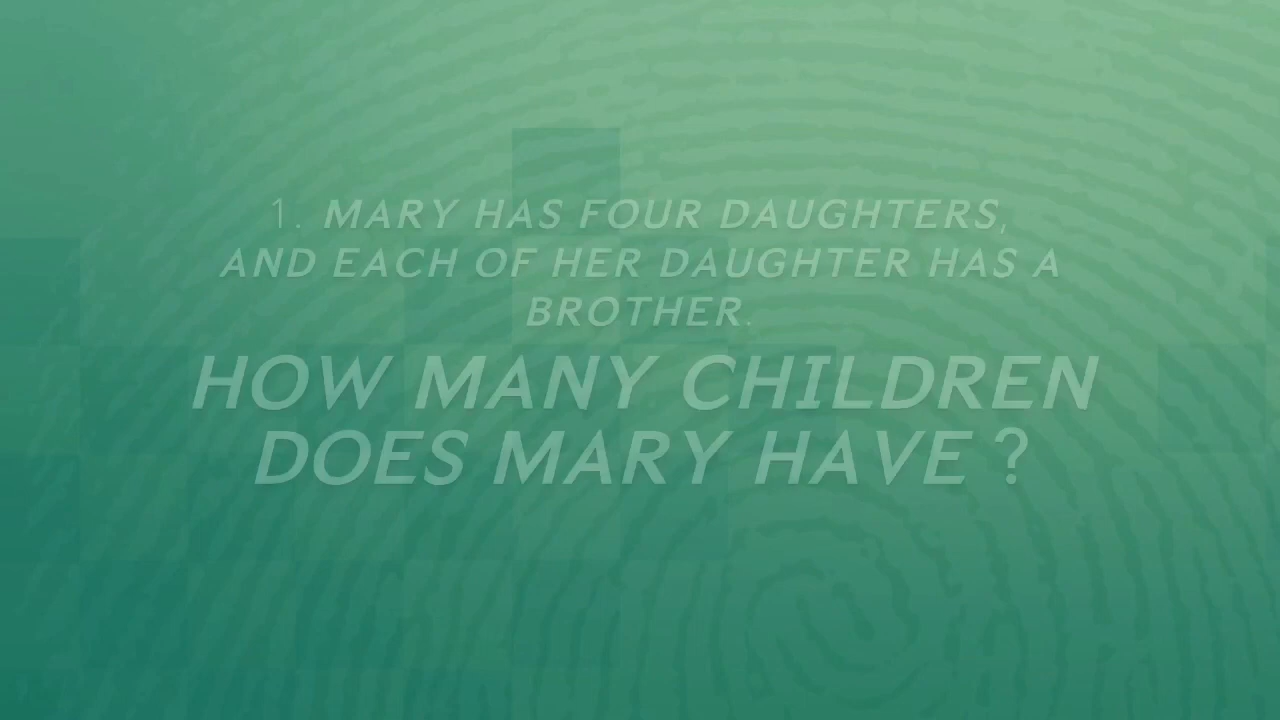 1. MARY HAS FOUR DAUGHTERS,
AND EACH OF HER DAUGHTER HAS A
BROTHER.
HOW MANY CHILDREN
DOES MARY HAVE ?